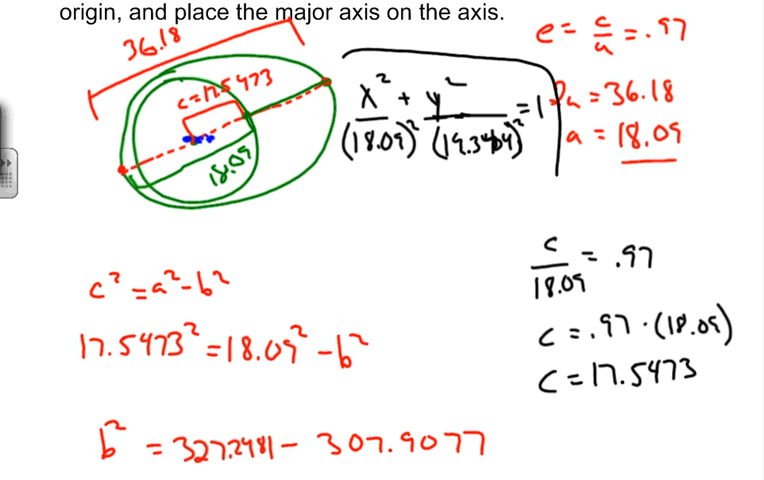 origin, and place the major axis on the axis.
36.18
c=17.5473
18.09
x² / (18.09)² + y² / (19.3404)² = 1
e = c/a = .97
2a = 36.18
a = 18.09
c² = a² - b²
17.5473² = 18.09² - b²
b² = 327.2481 - 307.9077
c / 18.09 = .97
c = .97 · (18.09)
c = 17.5473